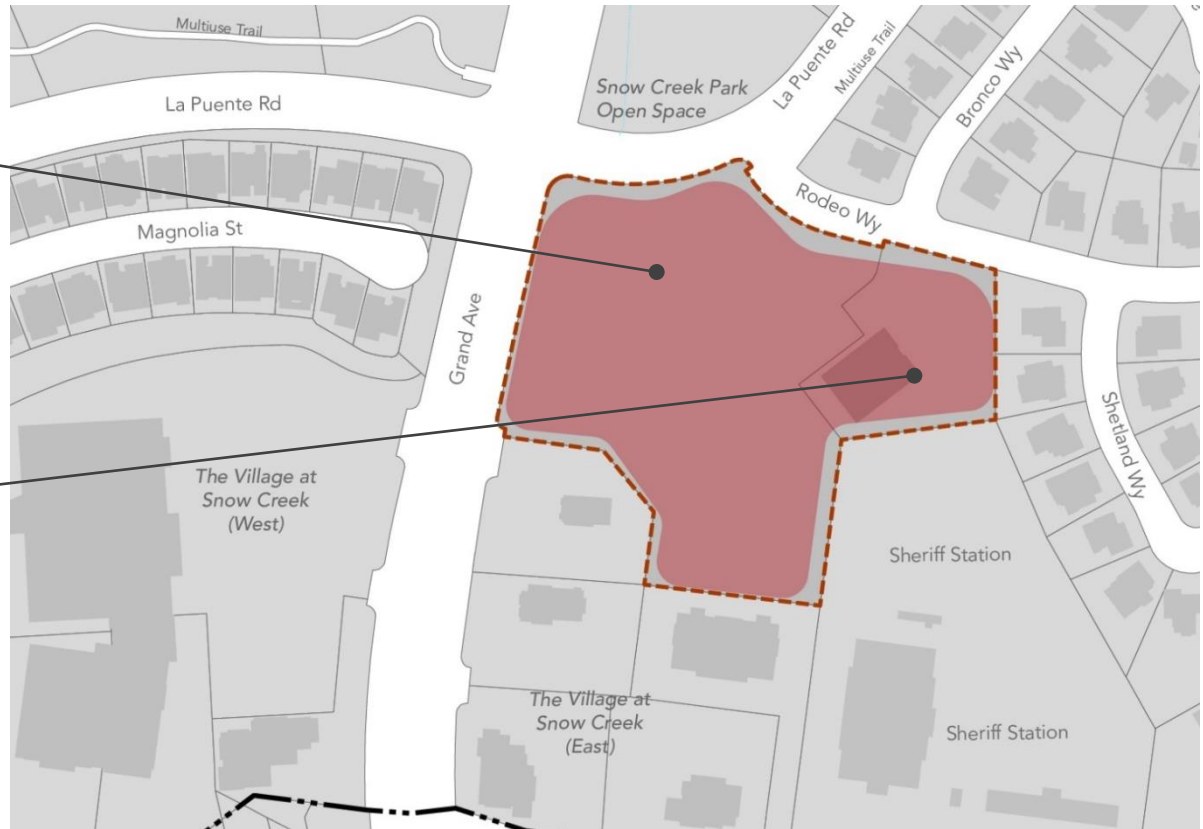 Multiuse Trail
La Puente Rd
Snow Creek Park
Open Space
La Puente Rd
Multiuse Trail
Bronco Wy
Rodeo Wy
Magnolia St
Grand Ave
Shetland Wy
The Village at
Snow Creek
(West)
Sheriff Station
The Village at
Snow Creek
(East)
Sheriff Station